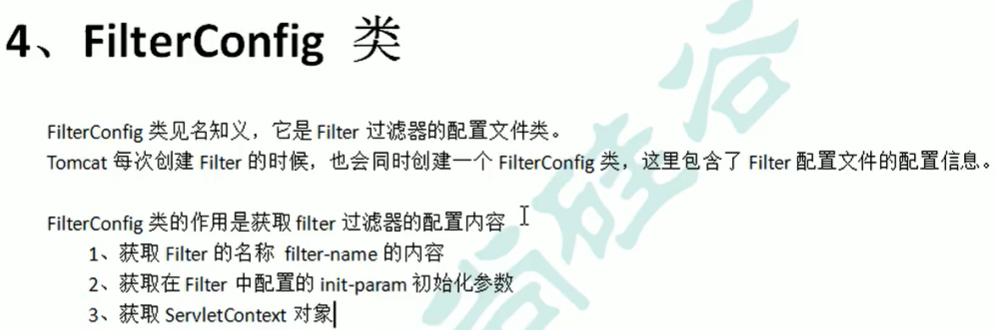 4、FilterConfig 类
FilterConfig 类见名知义，它是 Filter 过滤器的配置文件类。
Tomcat 每次创建 Filter 的时候，也会同时创建一个 FilterConfig 类，这里包含了 Filter 配置文件的配置信息。
FilterConfig 类的作用是获取 filter 过滤器的配置内容
1、获取 Filter 的名称 filter-name 的内容
2、获取在 Filter 中配置的 init-param 初始化参数
3、获取 ServletContext 对象
尚硅谷